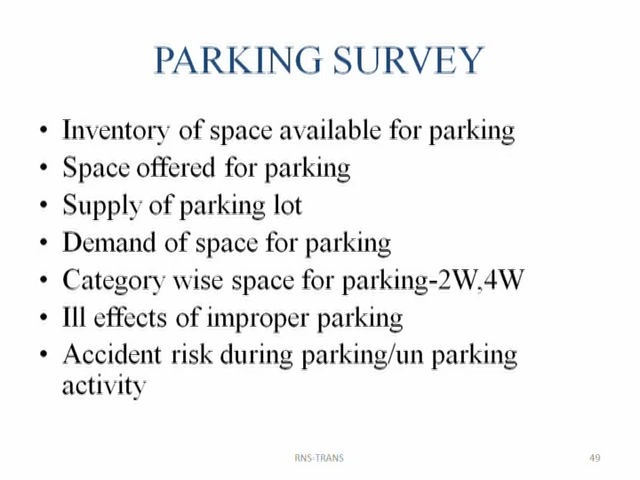 PARKING SURVEY
• Inventory of space available for parking
• Space offered for parking
• Supply of parking lot
• Demand of space for parking
• Category wise space for parking-2W,4W
• Ill effects of improper parking
• Accident risk during parking/un parking
activity
RNS-TRANS
49